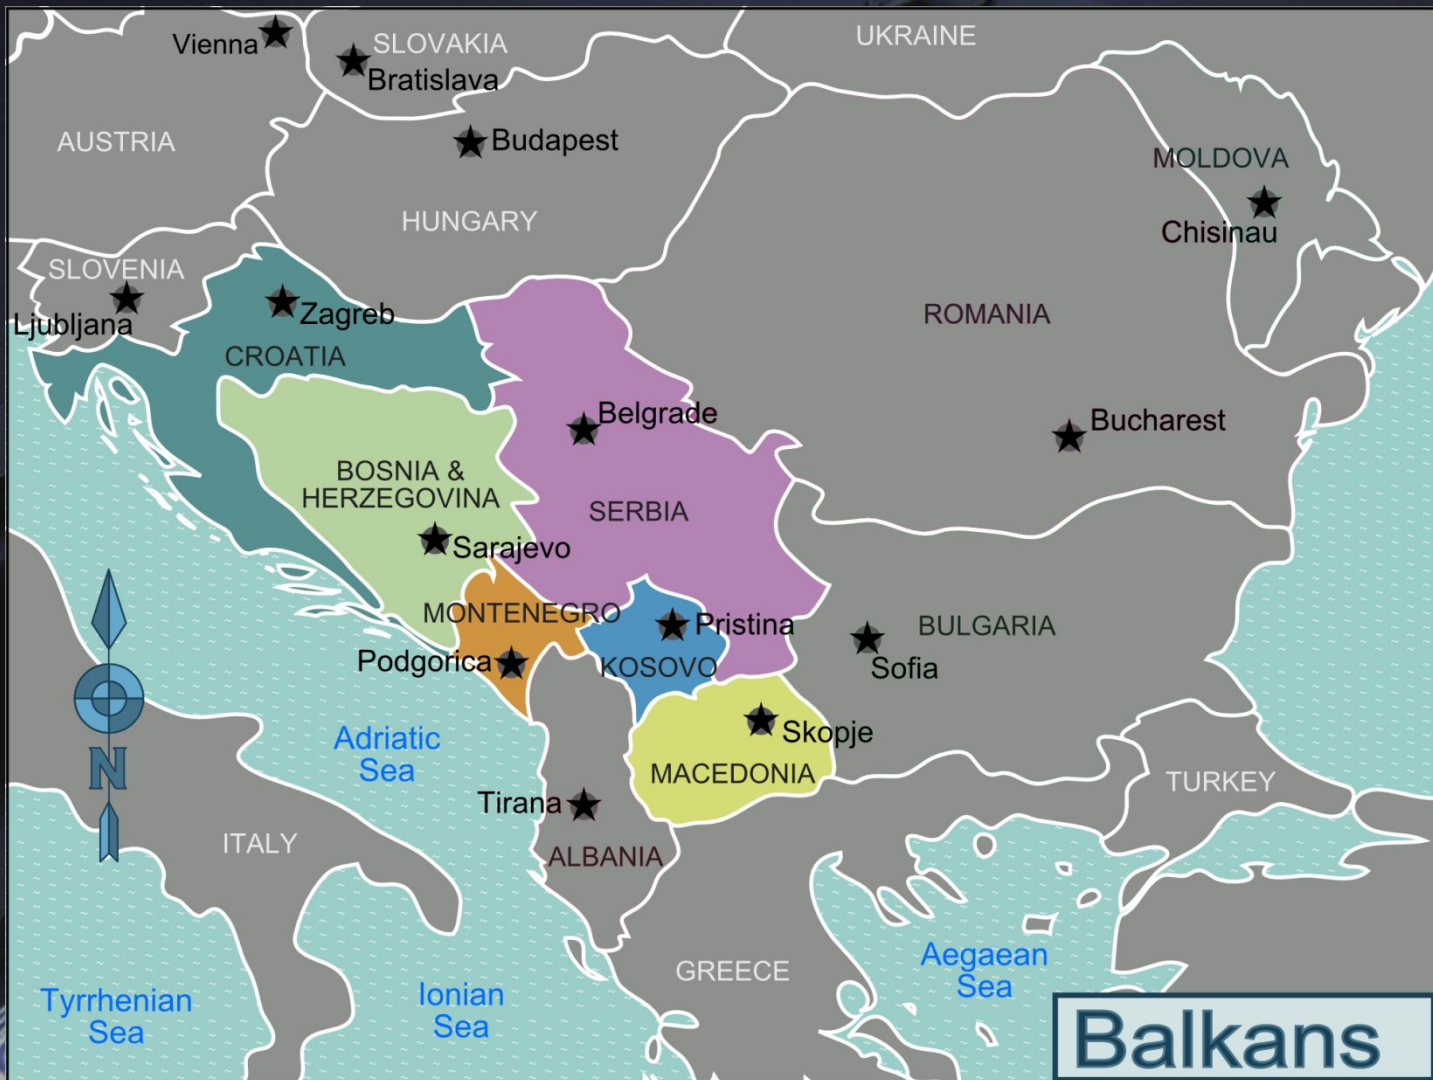 Vienna
SLOVAKIA
Bratislava
UKRAINE
AUSTRIA
Budapest
HUNGARY
MOLDOVA
Chisinau
SLOVENIA
Ljubljana
Zagreb
CROATIA
ROMANIA
Belgrade
Bucharest
BOSNIA &
HERZEGOVINA
SERBIA
Sarajevo
MONTENEGRO
Pristina
BULGARIA
Podgorica
KOSOVO
Sofia
Adriatic
Sea
Skopje
N
MACEDONIA
TURKEY
Tirana
ITALY
ALBANIA
Aegaean
Sea
GREECE
Tyrrhenian
Sea
Ionian
Sea
Balkans